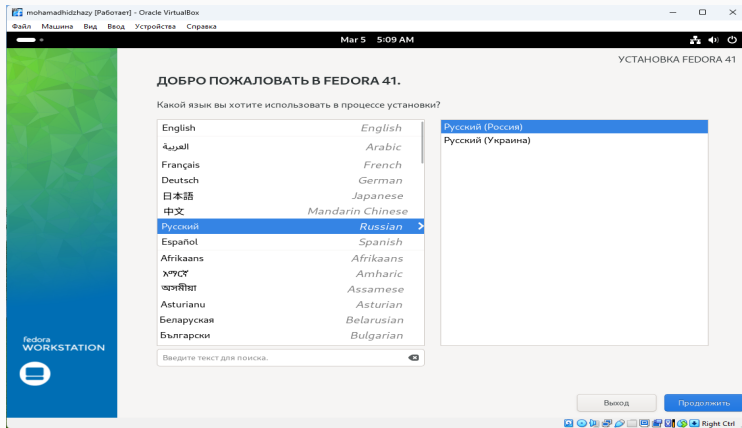 mohamadhidzhazy [Работает] - Oracle VirtualBox
Файл Машина Вид Ввод Устройства Справка
Mar 5 5:09 AM
УСТАНОВКА FEDORA 41
ДОБРО ПОЖАЛОВАТЬ В FEDORA 41.
Какой язык вы хотите использовать в процессе установки?
English English
العربية Arabic
Français French
Deutsch German
日本語 Japanese
中文 Mandarin Chinese
Русский Russian
Español Spanish
Afrikaans Afrikaans
አማርኛ Amharic
অসমীয়া Assamese
Asturianu Asturian
Беларуская Belarusian
Български Bulgarian
Русский (Россия)
Русский (Украина)
Введите текст для поиска.
fedora
WORKSTATION
Выход
Продолжить
Right Ctrl